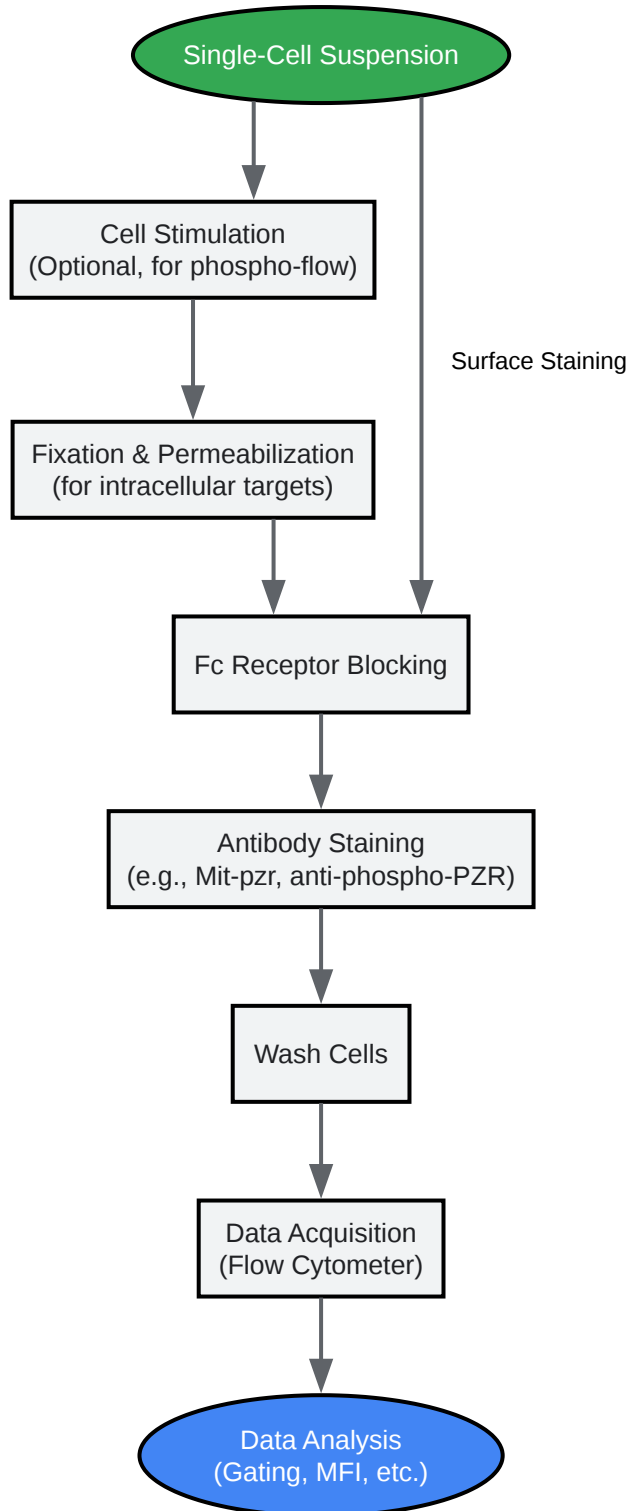 Single-Cell Suspension
Cell Stimulation
(Optional, for phospho-flow)
Surface Staining
Fixation & Permeabilization
(for intracellular targets)
Fc Receptor Blocking
Antibody Staining
(e.g., Mit-pzr, anti-phospho-PZR)
Wash Cells
Data Acquisition
(Flow Cytometer)
Data Analysis
(Gating, MFI, etc.)